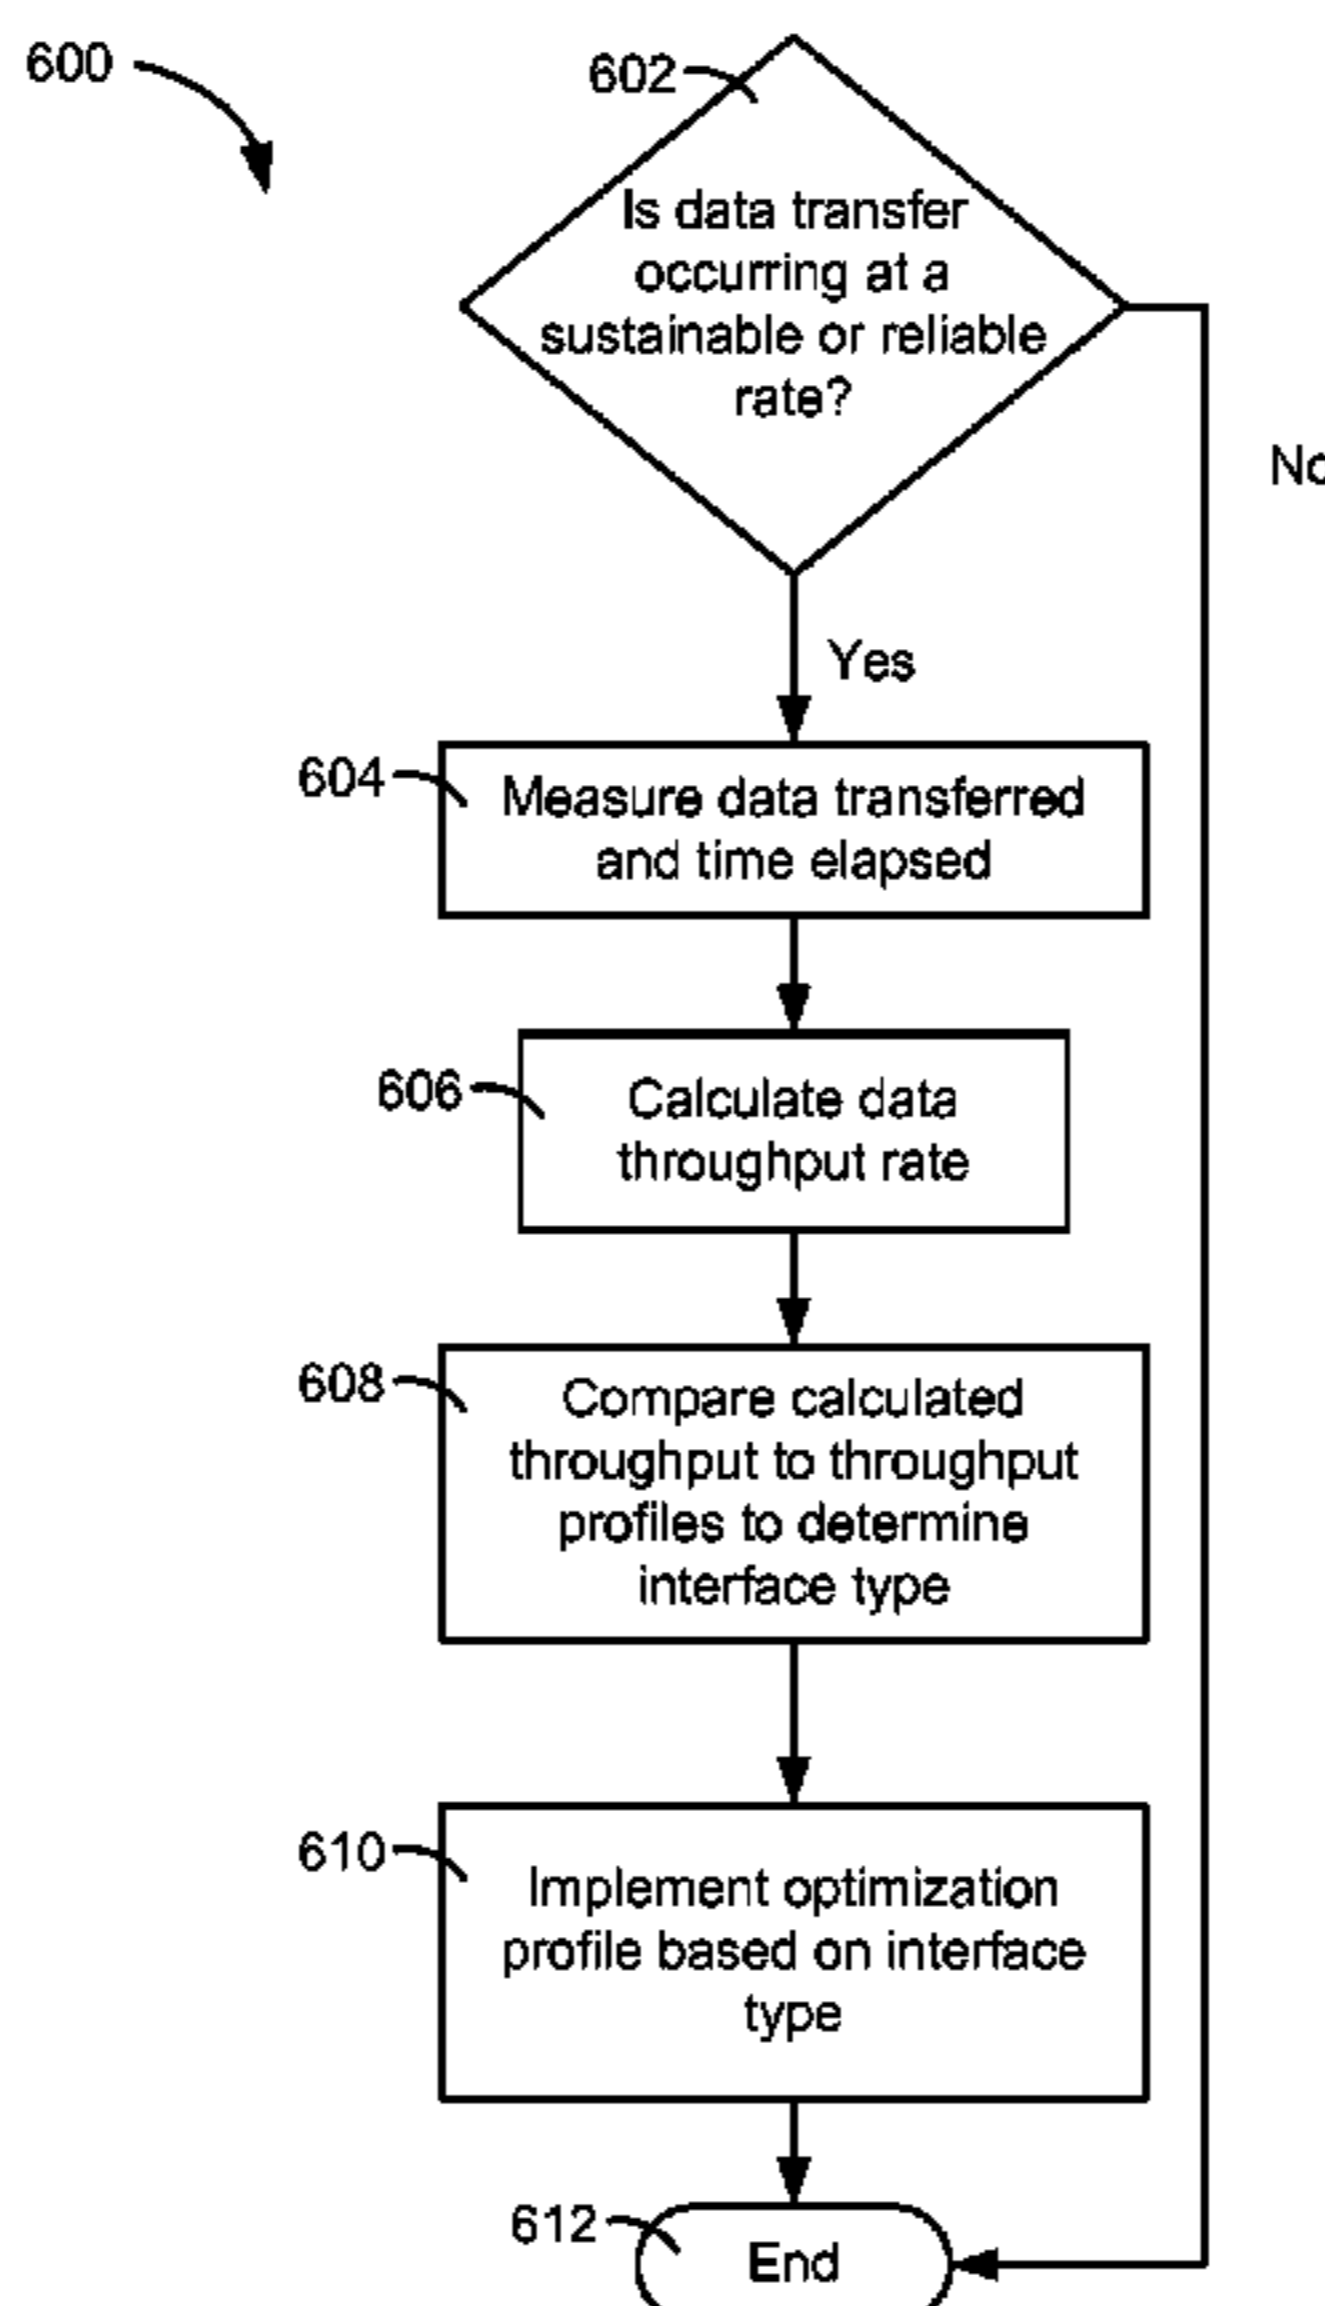 600
602
Is data transfer
occurring at a
sustainable or reliable
rate?
No
Yes
604
Measure data transferred
and time elapsed
606
Calculate data
throughput rate
608
Compare calculated
throughput to throughput
profiles to determine
interface type
610
Implement optimization
profile based on interface
type
612
End